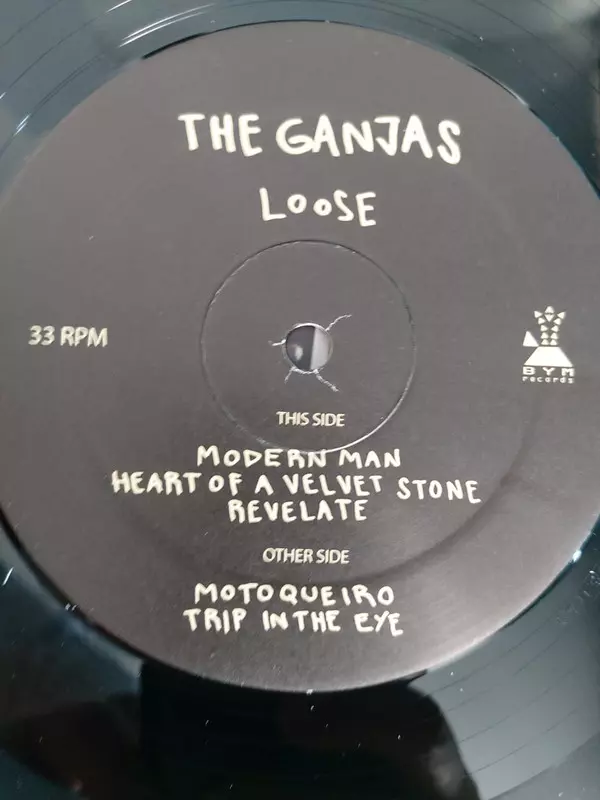 THE GANJAS
LOOSE
33 RPM
BYM
records
THIS SIDE
MODERN MAN
HEART OF A VELVET STONE
REVELATE
OTHER SIDE
MOTOQUEIRO
TRIP IN THE EYE